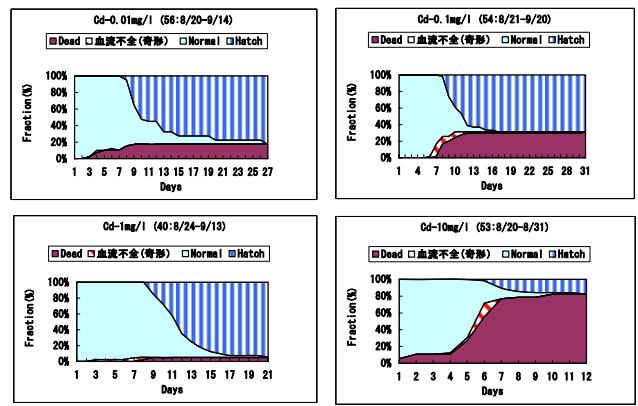 Cd-0.01mg/l (56:8/20-9/14)
Dead 血流不全(奇形) Normal Hatch
Fraction(%)
100%
80%
60%
40%
20%
0%
1 3 5 7 9 11 13 15 17 19 21 23 25 27
Days
Cd-0.1mg/l (54:8/21-9/20)
Dead 血流不全(奇形) Normal Hatch
Fraction(%)
100%
80%
60%
40%
20%
0%
1 4 7 10 13 16 19 22 25 28 31
Days
Cd-1mg/l (40:8/24-9/13)
Dead 血流不全(奇形) Normal Hatch
Fraction(%)
100%
80%
60%
40%
20%
0%
1 3 5 7 9 11 13 15 17 19 21
Days
Cd-10mg/l (53:8/20-8/31)
Dead 血流不全(奇形) Normal Hatch
Fraction(%)
100%
80%
60%
40%
20%
0%
1 2 3 4 5 6 7 8 9 10 11 12
Days